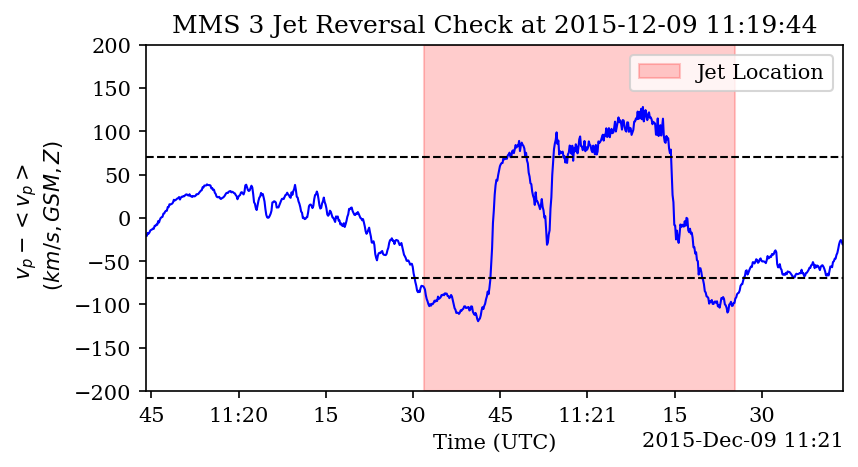 MMS 3 Jet Reversal Check at 2015-12-09 11:19:44
Jet Location
200
150
100
50
0
−50
−100
−150
−200
v_p − < v_p >
(km/s, GSM, Z)
45 11:20 15 30 45 11:21 15 30
Time (UTC)
2015-Dec-09 11:21